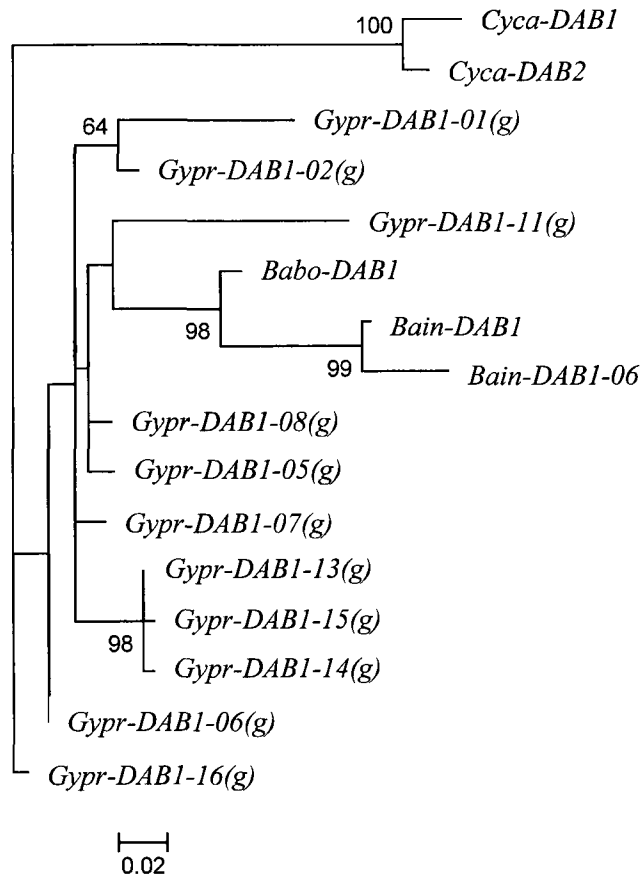 100
Cyca-DAB1
Cyca-DAB2
64
Gypr-DAB1-01(g)
Gypr-DAB1-02(g)
Gypr-DAB1-11(g)
Babo-DAB1
98
Bain-DAB1
99
Bain-DAB1-06
Gypr-DAB1-08(g)
Gypr-DAB1-05(g)
Gypr-DAB1-07(g)
Gypr-DAB1-13(g)
Gypr-DAB1-15(g)
98
Gypr-DAB1-14(g)
Gypr-DAB1-06(g)
Gypr-DAB1-16(g)
0.02